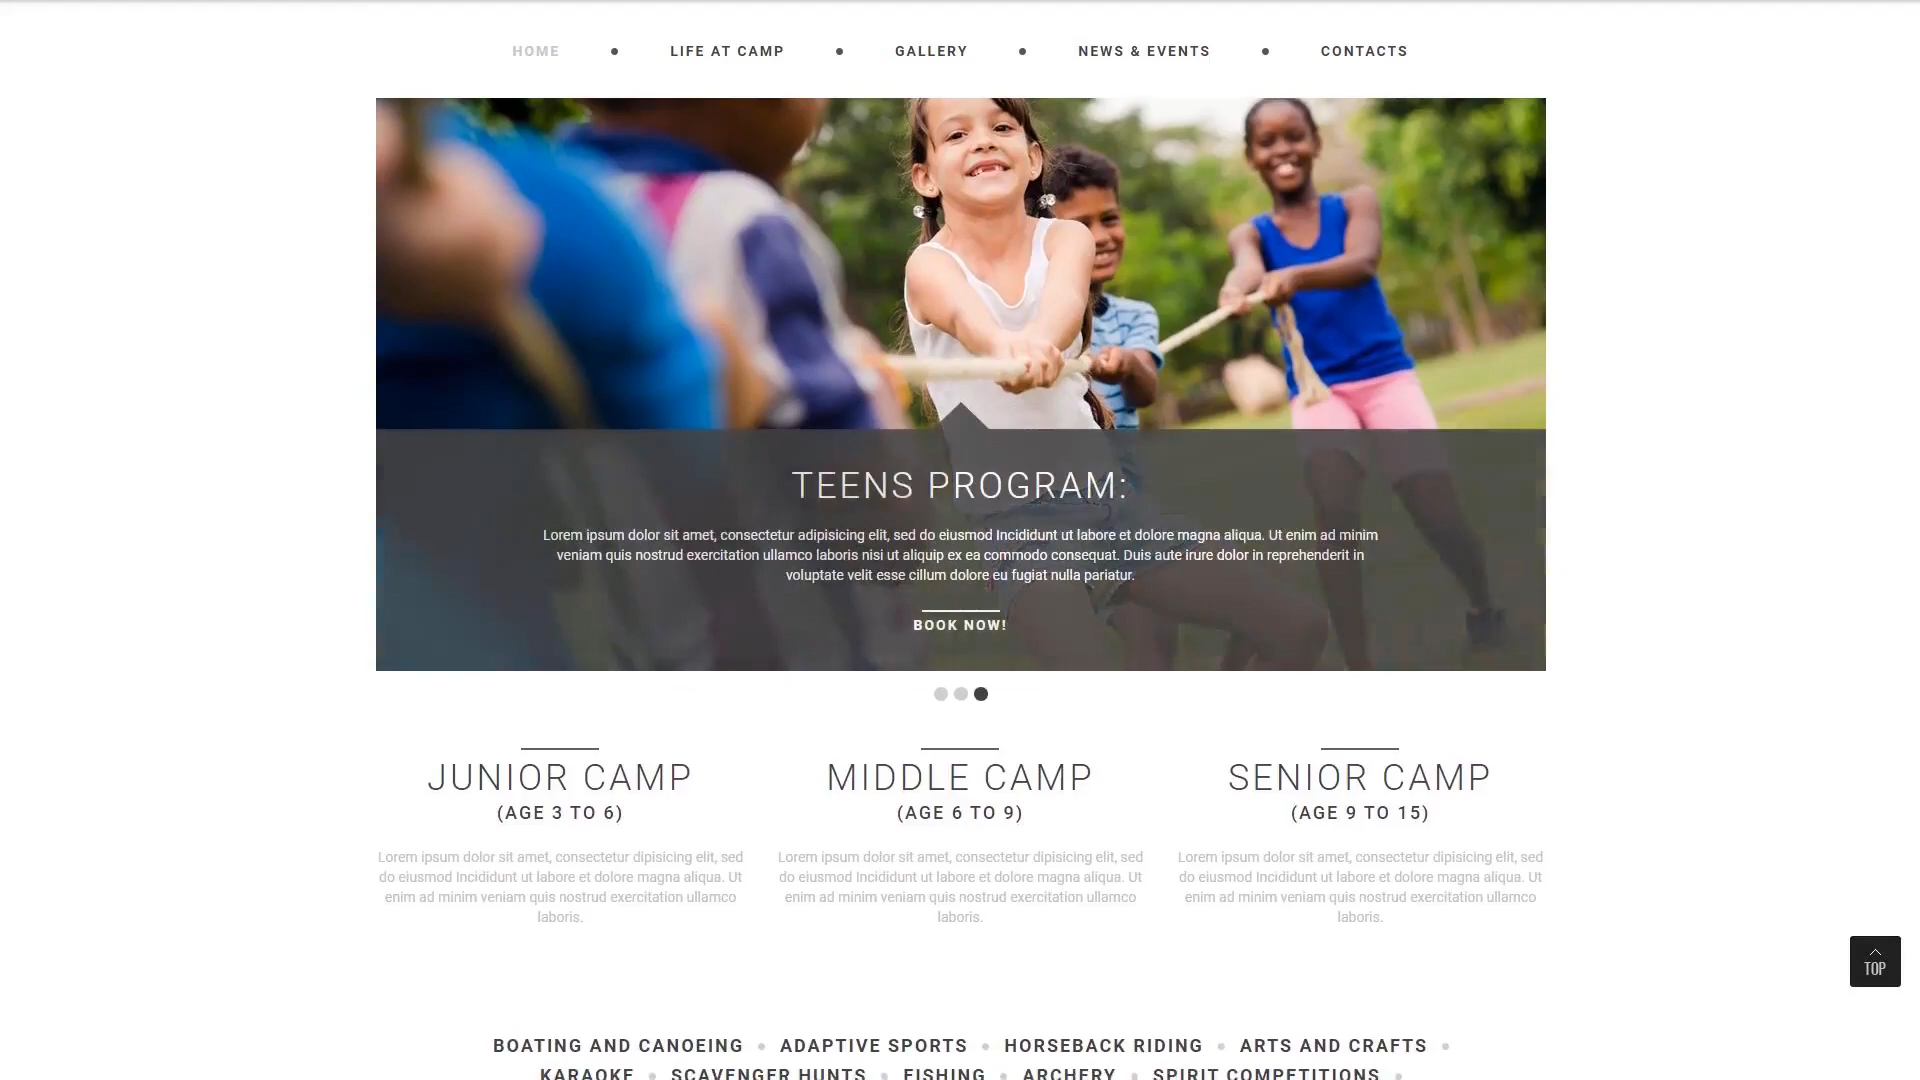 HOME LIFE AT CAMP GALLERY NEWS & EVENTS CONTACTS
TEENS PROGRAM:
Lorem ipsum dolor sit amet, consectetur adipisicing elit, sed do eiusmod Incididunt ut labore et dolore magna aliqua. Ut enim ad minim
veniam quis nostrud exercitation ullamco laboris nisi ut aliquip ex ea commodo consequat. Duis aute irure dolor in reprehenderit in
voluptate velit esse cillum dolore eu fugiat nulla pariatur.
BOOK NOW!
JUNIOR CAMP
(AGE 3 TO 6)
Lorem ipsum dolor sit amet, consectetur dipisicing elit, sed
do eiusmod Incididunt ut labore et dolore magna aliqua. Ut
enim ad minim veniam quis nostrud exercitation ullamco
laboris.
MIDDLE CAMP
(AGE 6 TO 9)
Lorem ipsum dolor sit amet, consectetur dipisicing elit, sed
do eiusmod Incididunt ut labore et dolore magna aliqua. Ut
enim ad minim veniam quis nostrud exercitation ullamco
laboris.
SENIOR CAMP
(AGE 9 TO 15)
Lorem ipsum dolor sit amet, consectetur dipisicing elit, sed
do eiusmod Incididunt ut labore et dolore magna aliqua. Ut
enim ad minim veniam quis nostrud exercitation ullamco
laboris.
TOP
BOATING AND CANOEING ADAPTIVE SPORTS HORSEBACK RIDING ARTS AND CRAFTS
KARAOKE SCAVENGER HUNTS FISHING ARCHERY SPIRIT COMPETITIONS